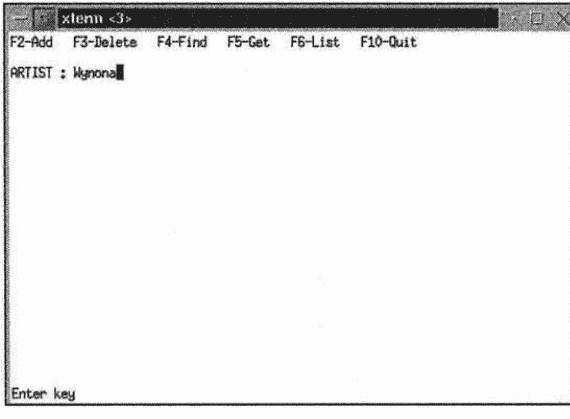 xterm <3>
F2-Add F3-Delete F4-Find F5-Get F6-List F10-Quit
ARTIST : Wynona
Enter key